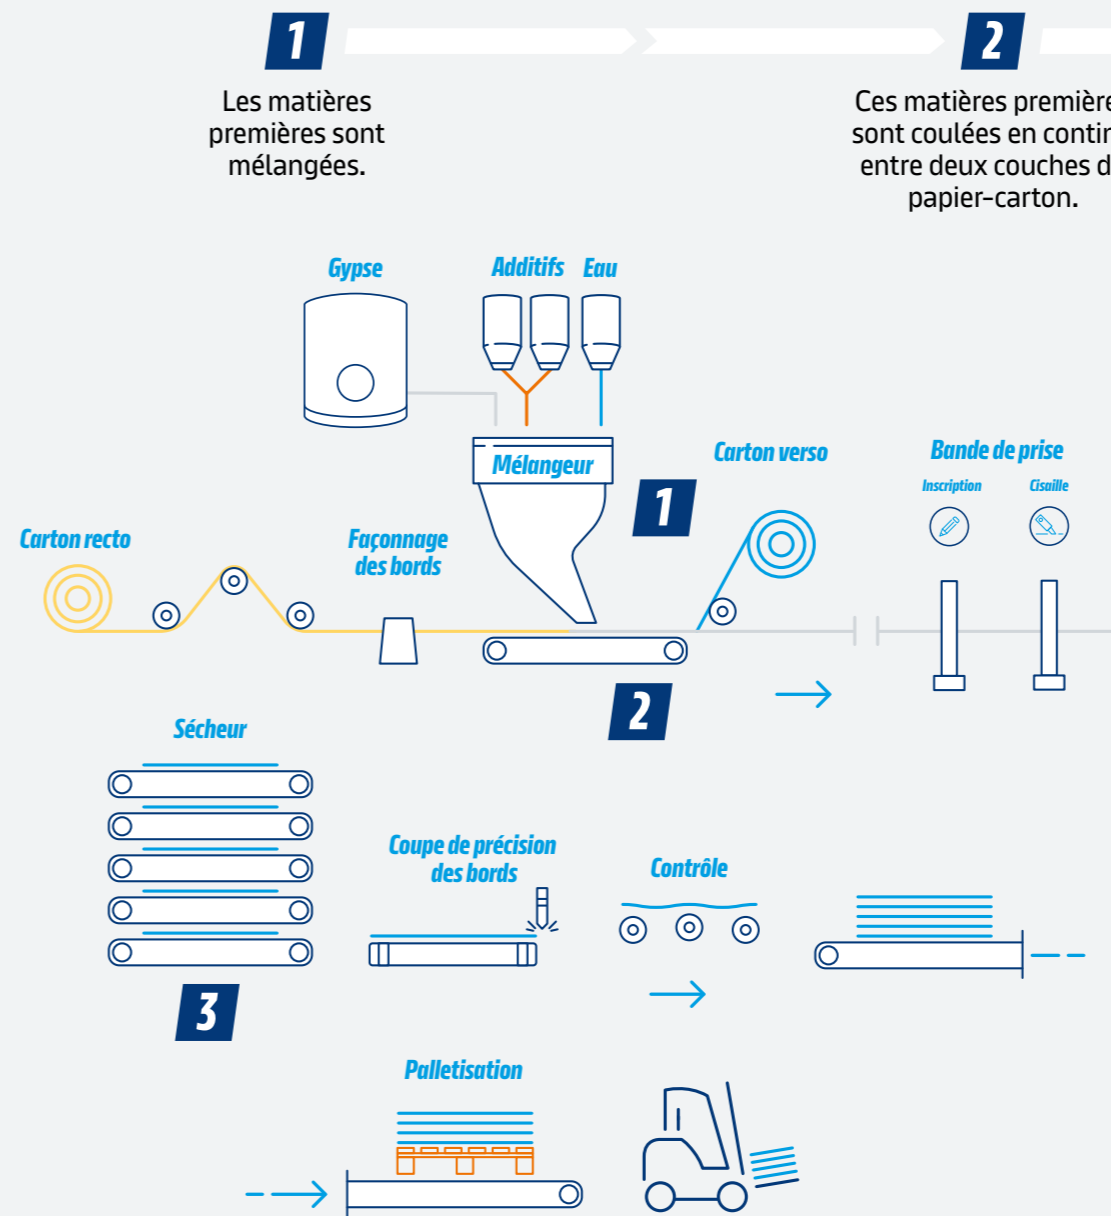 1
Les matières
premières sont
mélangées.
2
Ces matières première
sont coulées en contin
entre deux couches d
papier-carton.
Gypse
Additifs
Eau
Mélangeur
1
Carton verso
Bande de prise
Inscription
Cisaille
Carton recto
Façonnage
des bords
2
Sécheur
Coupe de précision
des bords
Contrôle
3
Palletisation